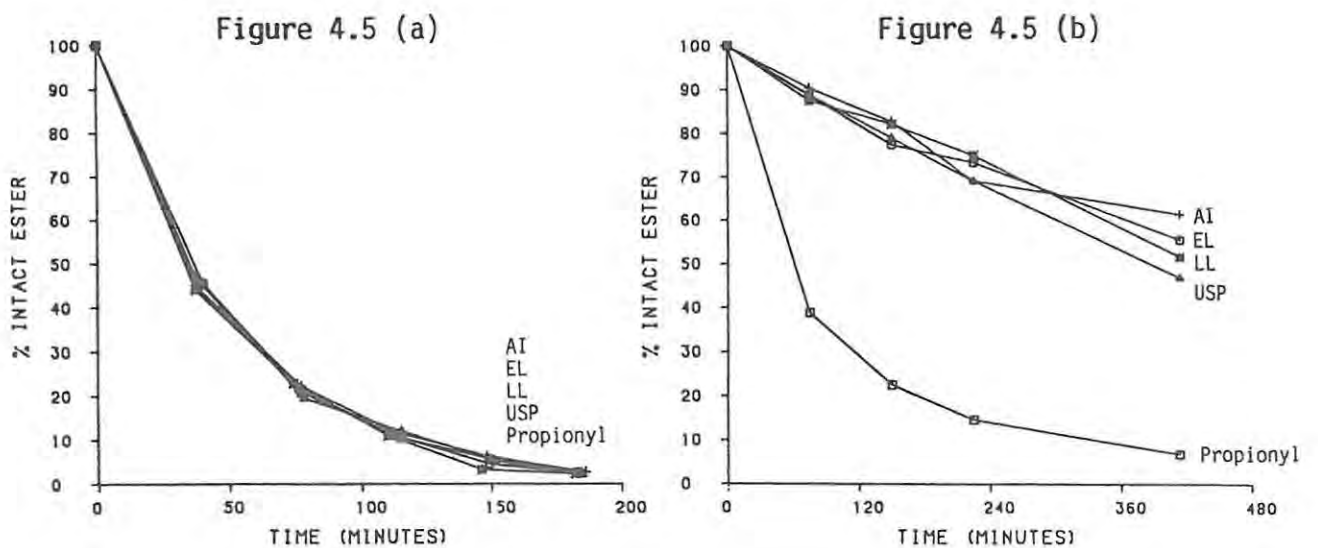 Figure 4.5 (a)
100
90
80
70
60
50
40
30
20
10
0
% INTACT ESTER
AI
EL
LL
USP
Propionyl
0
50
100
150
200
TIME (MINUTES)
Figure 4.5 (b)
100
90
80
70
60
50
40
30
20
10
0
% INTACT ESTER
AI
EL
LL
USP
Propionyl
0
120
240
360
480
TIME (MINUTES)